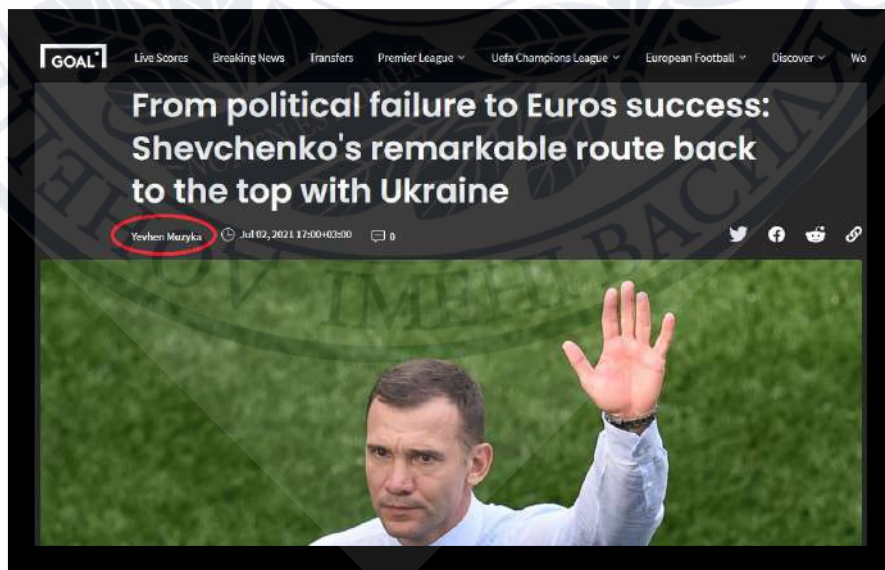 GOAL
Live Scores Breaking News Transfers Premier League Uefa Champions League European Football Discover Wo
From political failure to Euros success:
Shevchenko's remarkable route back
to the top with Ukraine
Yevhen Muzyka Jul 02, 2021 17:00+03:00 0